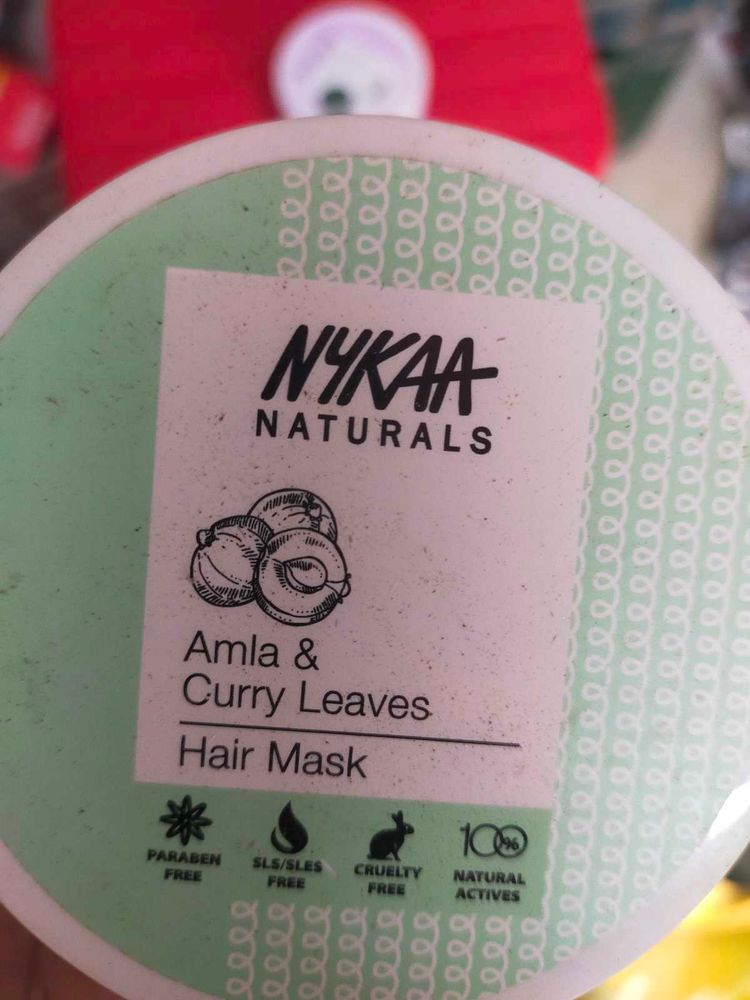 NYKAA
NATURALS
Amla &
Curry Leaves
Hair Mask
PARABEN
FREE
SLS/SLES
FREE
CRUELTY
FREE
100%
NATURAL
ACTIVES